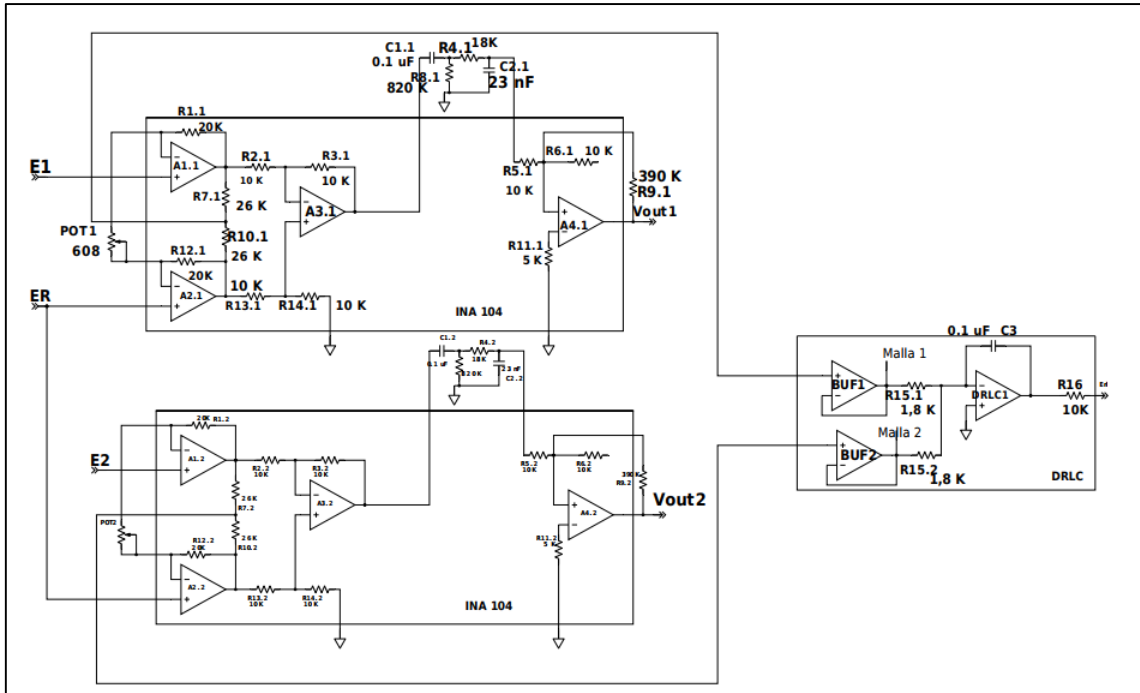 C1.1
0.1 uF
R4.1
18K
R8.1
820 K
C2.1
23 nF
R1.1
20K
E1
A1.1
R2.1
10 K
R3.1
10 K
R7.1
26 K
A3.1
R5.1
10 K
R6.1
10 K
390 K
R9.1
Vout1
A4.1
R11.1
5 K
POT1
608
R10.1
26 K
R12.1
20K
ER
A2.1
10 K
R13.1
R14.1
10 K
INA 104
C1.2
0.1 uF
R4.2
18K
820K
23 nF
C2.2
20K
R1.2
E2
A1.2
R2.2
10K
R3.2
10K
26K
R7.2
A3.2
R5.2
10K
R6.2
10K
390K
R9.2
Vout2
A4.2
R11.2
5 K
POT2
26K
R10.2
R12.2
20K
A2.2
R13.2
10K
R14.2
10K
INA 104
0.1 uF
C3
Malla 1
BUF1
R15.1
1,8 K
DRLC1
R16
10K
Ed
Malla 2
BUF2
R15.2
1,8 K
DRLC